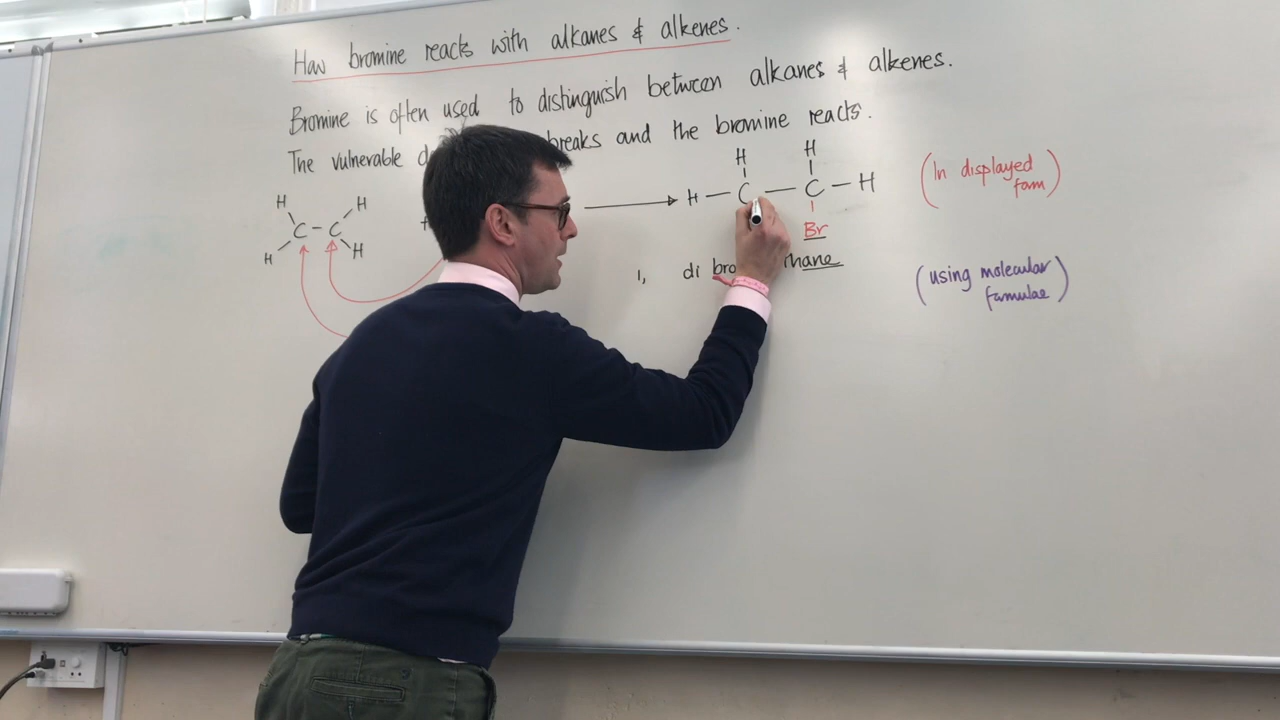 How bromine reacts with alkanes & alkenes.
Bromine is often used to distinguish between alkanes & alkenes.
The vulnerable breaks and the bromine reacts.
H H H H
H C - C H
H - C - C - H
H H
Br
(In displayed
form)
1, di bro hane
(using molecular
formulae)